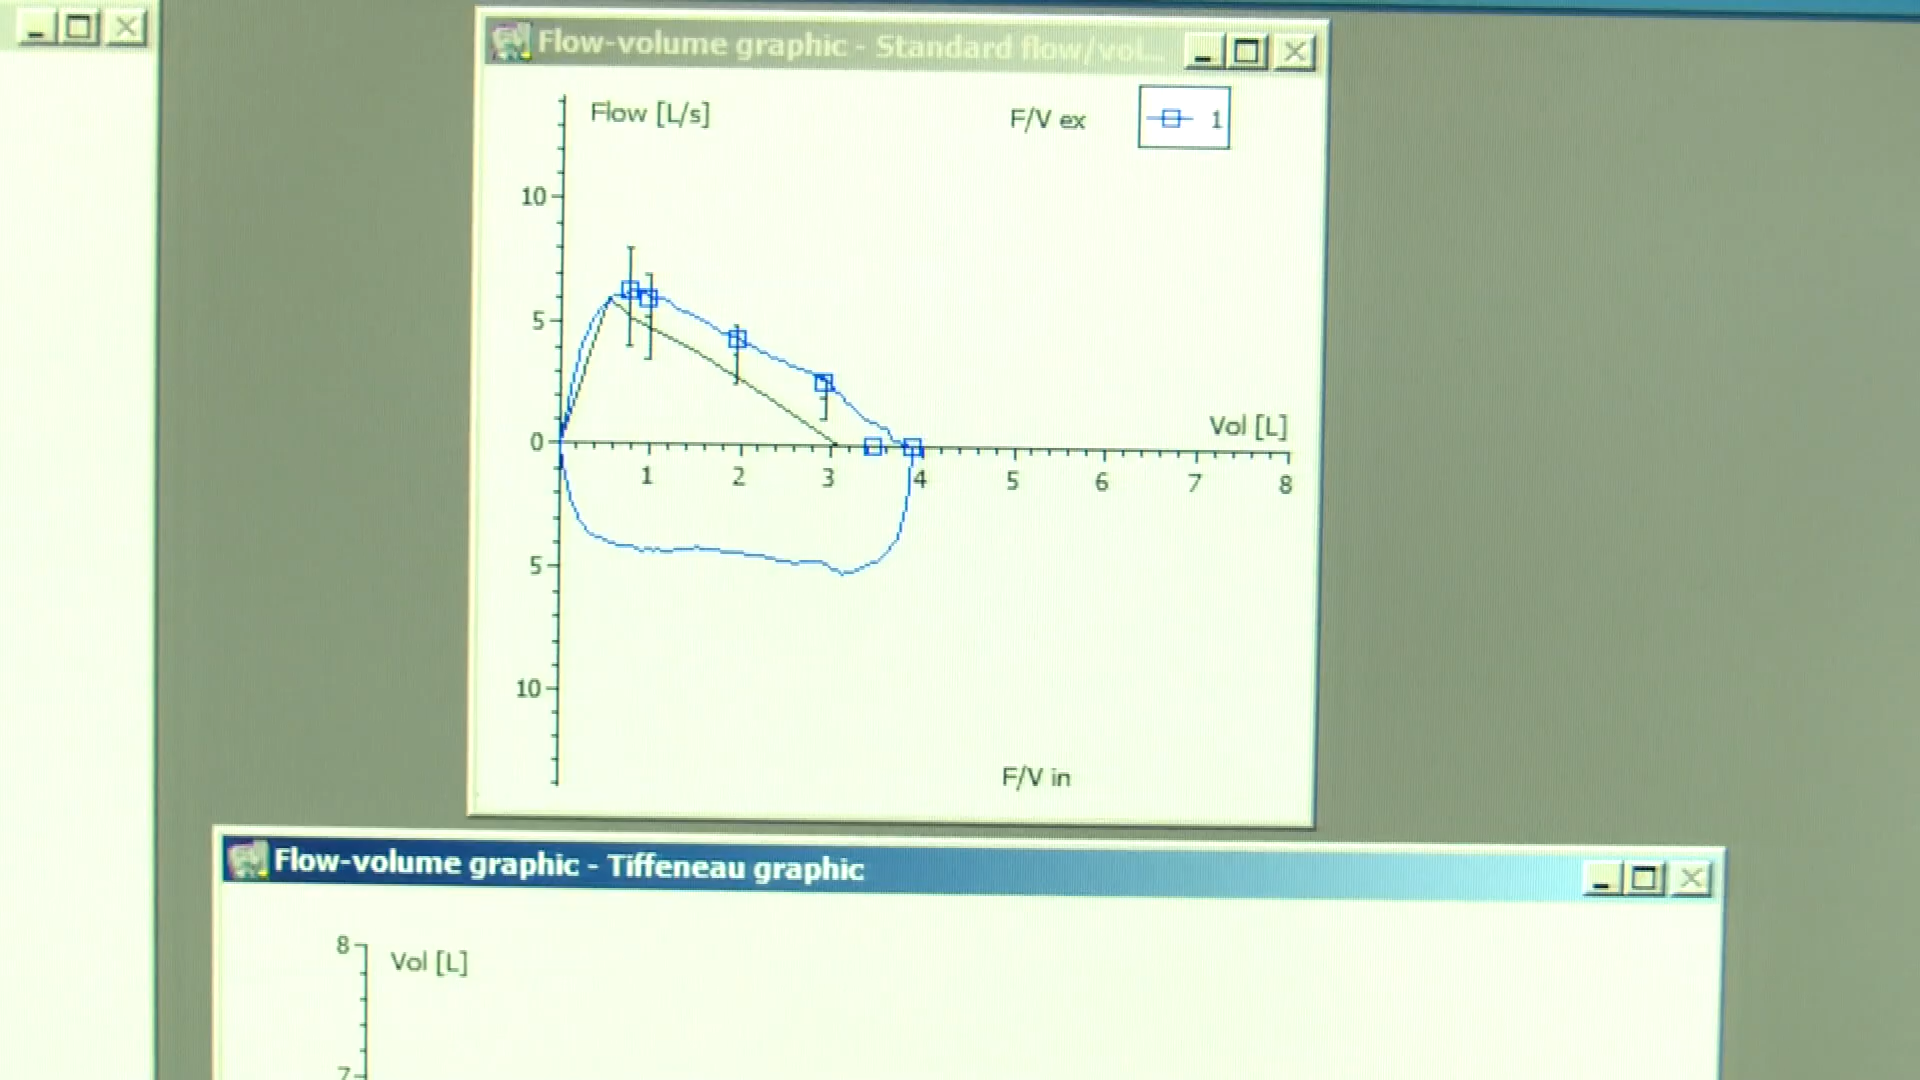 Flow-volume graphic - Standard flow/vol...
Flow [L/s]
F/V ex
1
10
5
0
Vol [L]
1 2 3 4 5 6 7 8
5
10
F/V in
Flow-volume graphic - Tiffeneau graphic
8
Vol [L]
7